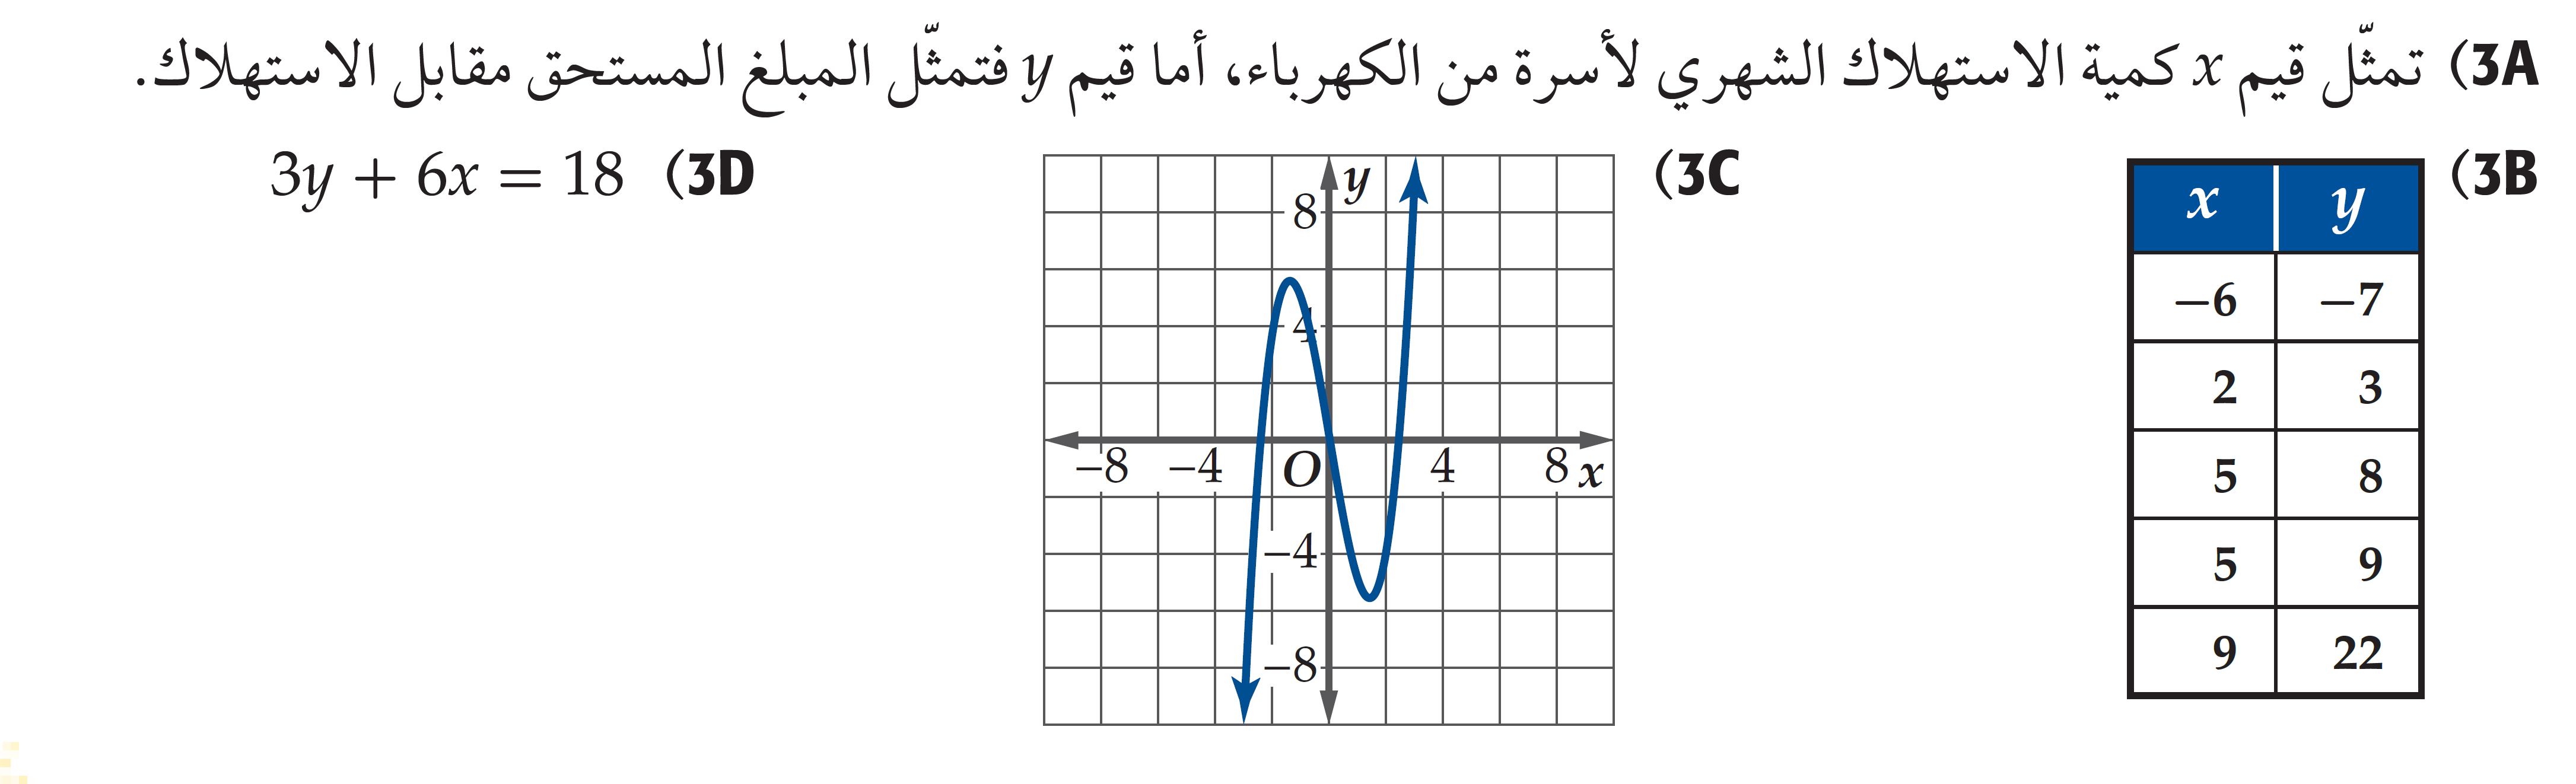 3A) تمثّل قيم x كمية الاستهلاك الشهري لأسرة من الكهرباء، أما قيم y فتمثّل المبلغ المستحق مقابل الاستهلاك.
3B)
x y
−6 −7
2 3
5 8
5 9
9 22
3C)
y
8
4
−8 −4 O 4 8 x
−4
−8
3D) 3y + 6x = 18